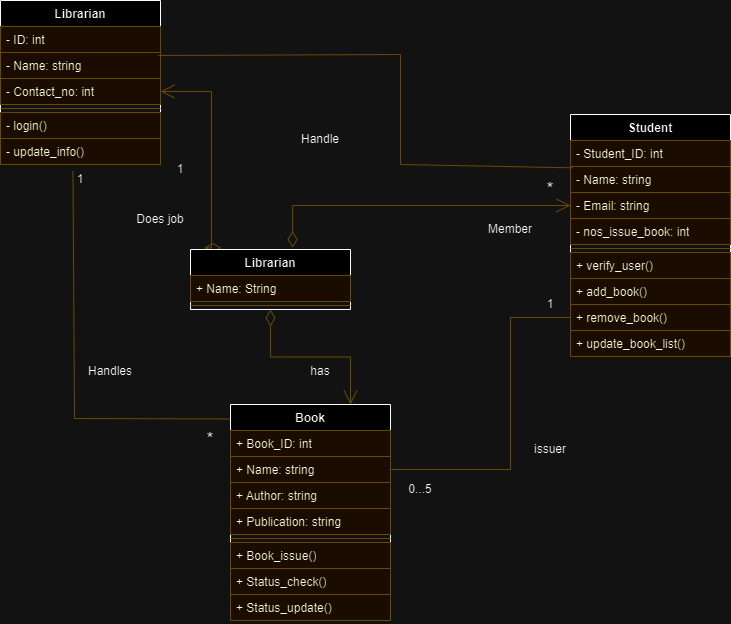 Librarian
- ID: int
- Name: string
- Contact_no: int
- login()
- update_info()
1
1
Does job
Handle
Student
- Student_ID: int
- Name: string
- Email: string
- nos_issue_book: int
+ verify_user()
+ add_book()
+ remove_book()
+ update_book_list()
*
Member
Librarian
+ Name: String
1
Handles
has
*
Book
+ Book_ID: int
+ Name: string
+ Author: string
+ Publication: string
+ Book_issue()
+ Status_check()
+ Status_update()
issuer
0...5